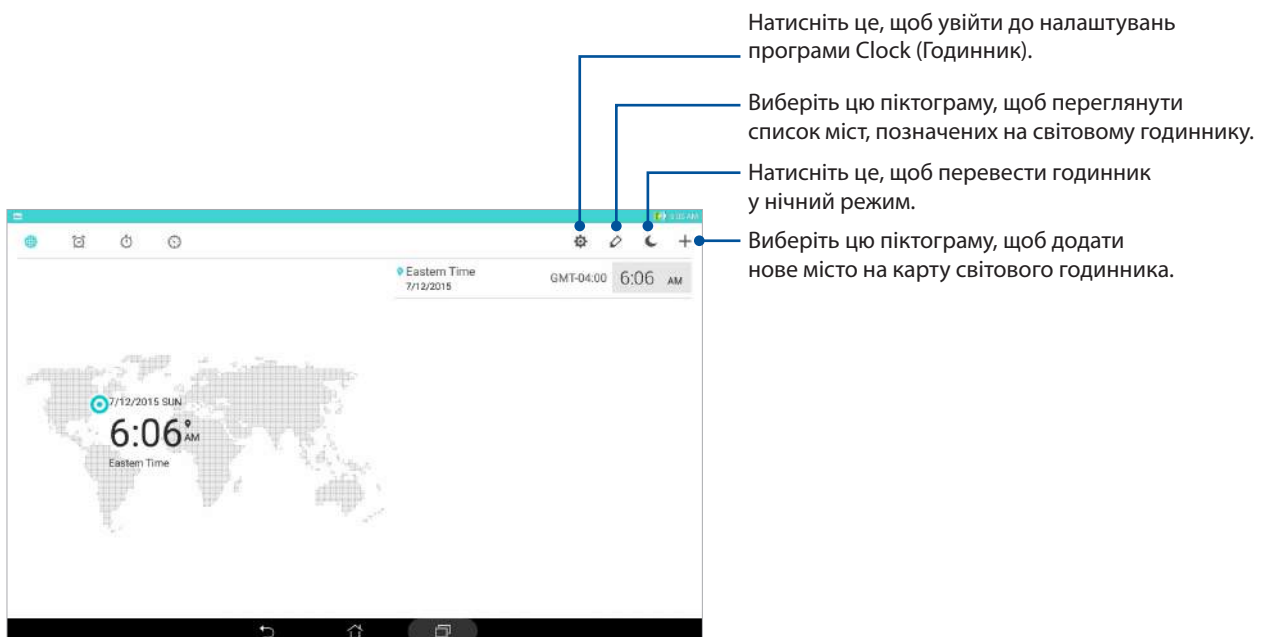 Натисніть це, щоб увійти до налаштувань
програми Clock (Годинник).
Виберіть цю піктограму, щоб переглянути
список міст, позначених на світовому годиннику.
Натисніть це, щоб перевести годинник
у нічний режим.
Виберіть цю піктограму, щоб додати
нове місто на карту світового годинника.
Eastern Time
7/12/2015
GMT-04:00 6:06 AM
7/12/2015 SUN
6:06 AM
Eastern Time